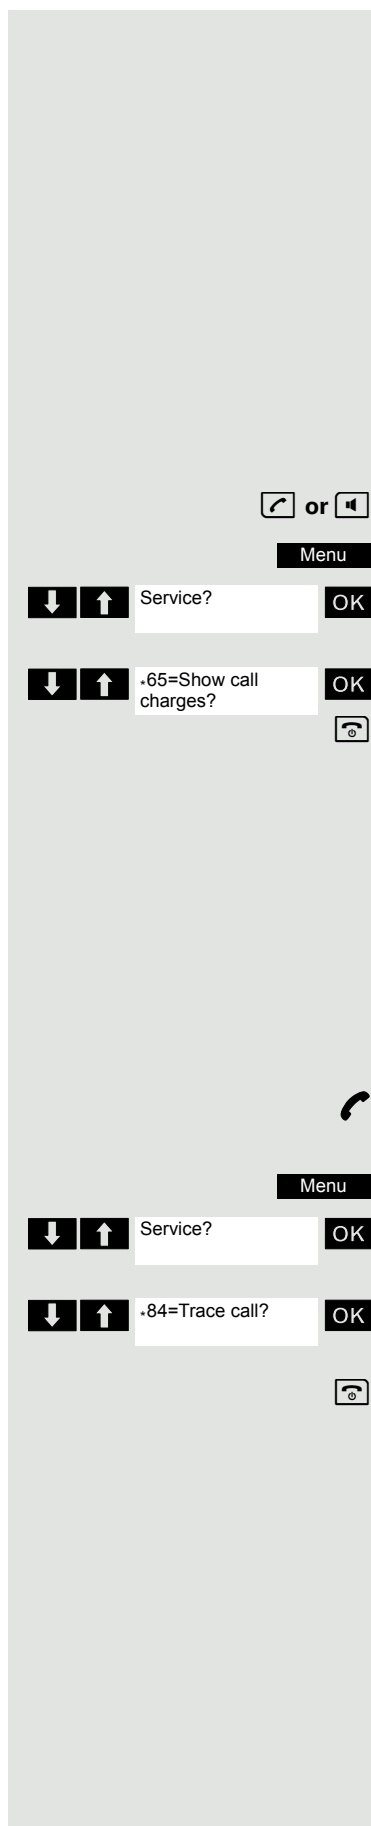 or
Menu
Service? OK
*65=Show call OK
charges?
Menu
Service? OK
*84=Trace call? OK